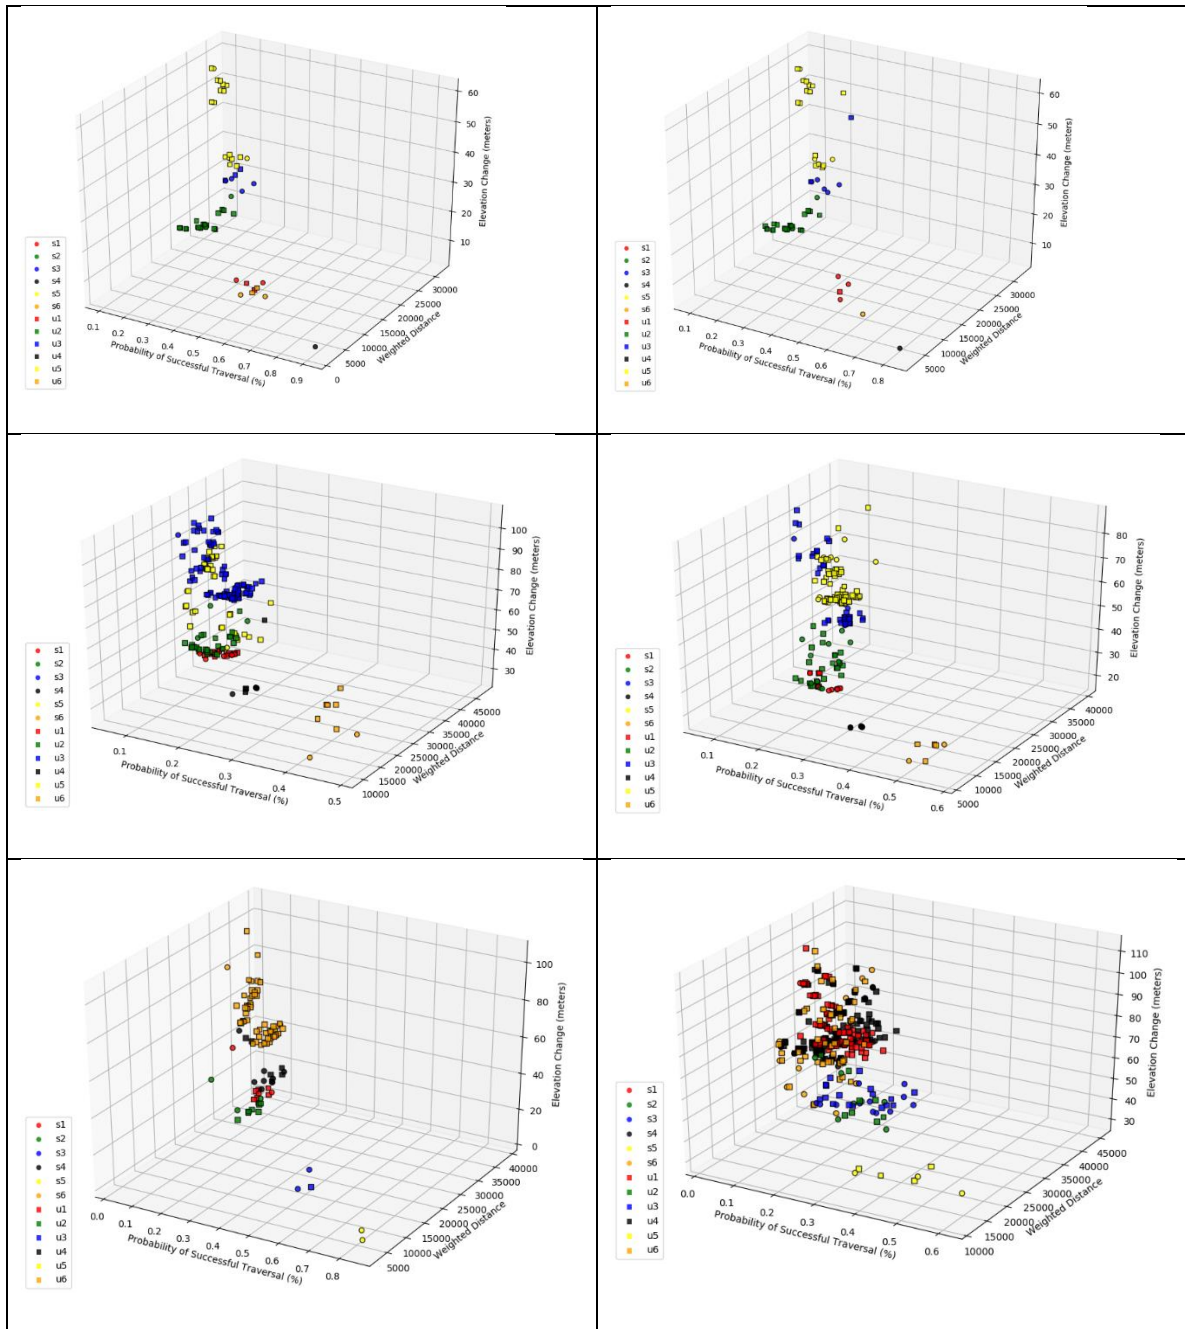 60
50
40
30
20
10
Elevation Change (meters)
s1
s2
s3
s4
s5
s6
u1
u2
u3
u4
u5
u6
0.1
0.2
0.3
0.4
0.5
0.6
0.7
0.8
0.9
Probability of Successful Traversal (%)
0
5000
10000
15000
20000
25000
30000
Weighted Distance
60
50
40
30
20
10
Elevation Change (meters)
s1
s2
s3
s4
s5
s6
u1
u2
u3
u4
u5
u6
0.1
0.2
0.3
0.4
0.5
0.6
0.7
0.8
Probability of Successful Traversal (%)
5000
10000
15000
20000
25000
30000
Weighted Distance
100
90
80
70
60
50
40
30
Elevation Change (meters)
s1
s2
s3
s4
s5
s6
u1
u2
u3
u4
u5
u6
0.1
0.2
0.3
0.4
0.5
Probability of Successful Traversal (%)
10000
15000
20000
25000
30000
35000
40000
45000
Weighted Distance
80
70
60
50
40
30
20
Elevation Change (meters)
s1
s2
s3
s4
s5
s6
u1
u2
u3
u4
u5
u6
0.1
0.2
0.3
0.4
0.5
0.6
Probability of Successful Traversal (%)
5000
10000
15000
20000
25000
30000
35000
40000
Weighted Distance
100
80
60
40
20
0
Elevation Change (meters)
s1
s2
s3
s4
s5
s6
u1
u2
u3
u4
u5
u6
0.0
0.1
0.2
0.3
0.4
0.5
0.6
0.7
0.8
Probability of Successful Traversal (%)
5000
10000
15000
20000
25000
30000
35000
40000
Weighted Distance
110
100
90
80
70
60
50
40
30
Elevation Change (meters)
s1
s2
s3
s4
s5
s6
u1
u2
u3
u4
u5
u6
0.0
0.1
0.2
0.3
0.4
0.5
0.6
Probability of Successful Traversal (%)
10000
15000
20000
25000
30000
35000
40000
45000
Weighted Distance